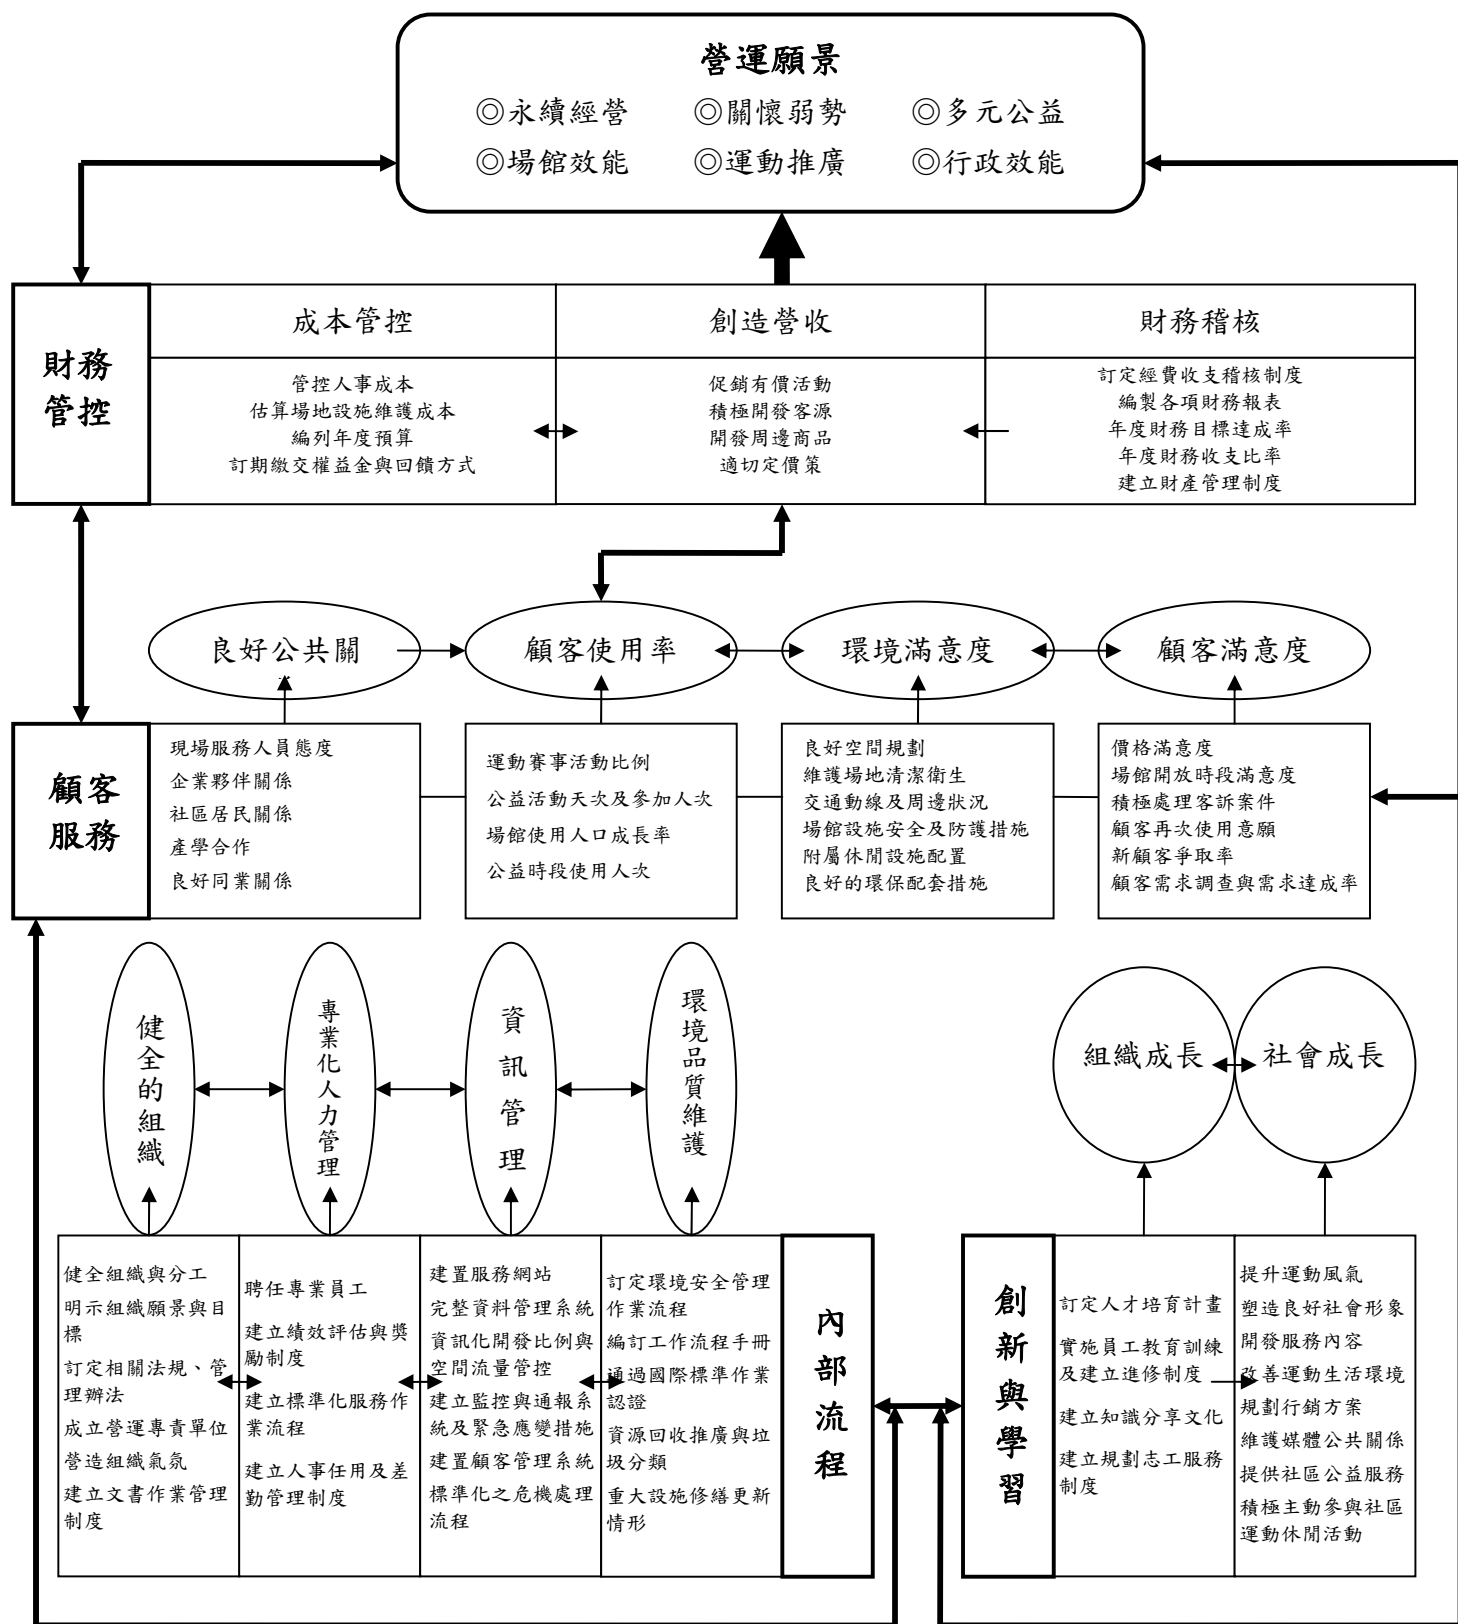 營運願景
◎永續經營 ◎關懷弱勢 ◎多元公益
◎場館效能 ◎運動推廣 ◎行政效能
財務
管控
成本管控
管控人事成本
估算場地設施維護成本
編列年度預算
訂期繳交權益金與回饋方式
創造營收
促銷有價活動
積極開發客源
開發周邊商品
適切定價策
財務稽核
訂定經費收支稽核制度
編製各項財務報表
年度財務目標達成率
年度財務收支比率
建立財產管理制度
良好公共關
顧客使用率
環境滿意度
顧客滿意度
顧客
服務
現場服務人員態度
企業夥伴關係
社區居民關係
產學合作
良好同業關係
運動賽事活動比例
公益活動天次及參加人次
場館使用人口成長率
公益時段使用人次
良好空間規劃
維護場地清潔衛生
交通動線及周邊狀況
場館設施安全及防護措施
附屬休閒設施配置
良好的環保配套措施
價格滿意度
場館開放時段滿意度
積極處理客訴案件
顧客再次使用意願
新顧客爭取率
顧客需求調查與需求達成率
健全的組織
專業化人力管理
資訊管理
環境品質維護
組織成長
社會成長
健全組織與分工
明示組織願景與目
標
訂定相關法規、管
理辦法
成立營運專責單位
營造組織氣氛
建立文書作業管理
制度
聘任專業員工
建立績效評估與獎
勵制度
建立標準化服務作
業流程
建立人事任用及差
勤管理制度
建置服務網站
完整資料管理系統
資訊化開發比例與
空間流量管控
建立監控與通報系
統及緊急應變措施
建置顧客管理系統
標準化之危機處理
流程
訂定環境安全管理
作業流程
編訂工作流程手冊
通過國際標準作業
認證
資源回收推廣與垃
圾分類
重大設施修繕更新
情形
內部流程
創新與學習
訂定人才培育計畫
實施員工教育訓練
及建立進修制度
建立知識分享文化
建立規劃志工服務
制度
提升運動風氣
塑造良好社會形象
開發服務內容
改善運動生活環境
規劃行銷方案
維護媒體公共關係
提供社區公益服務
積極主動參與社區
運動休閒活動